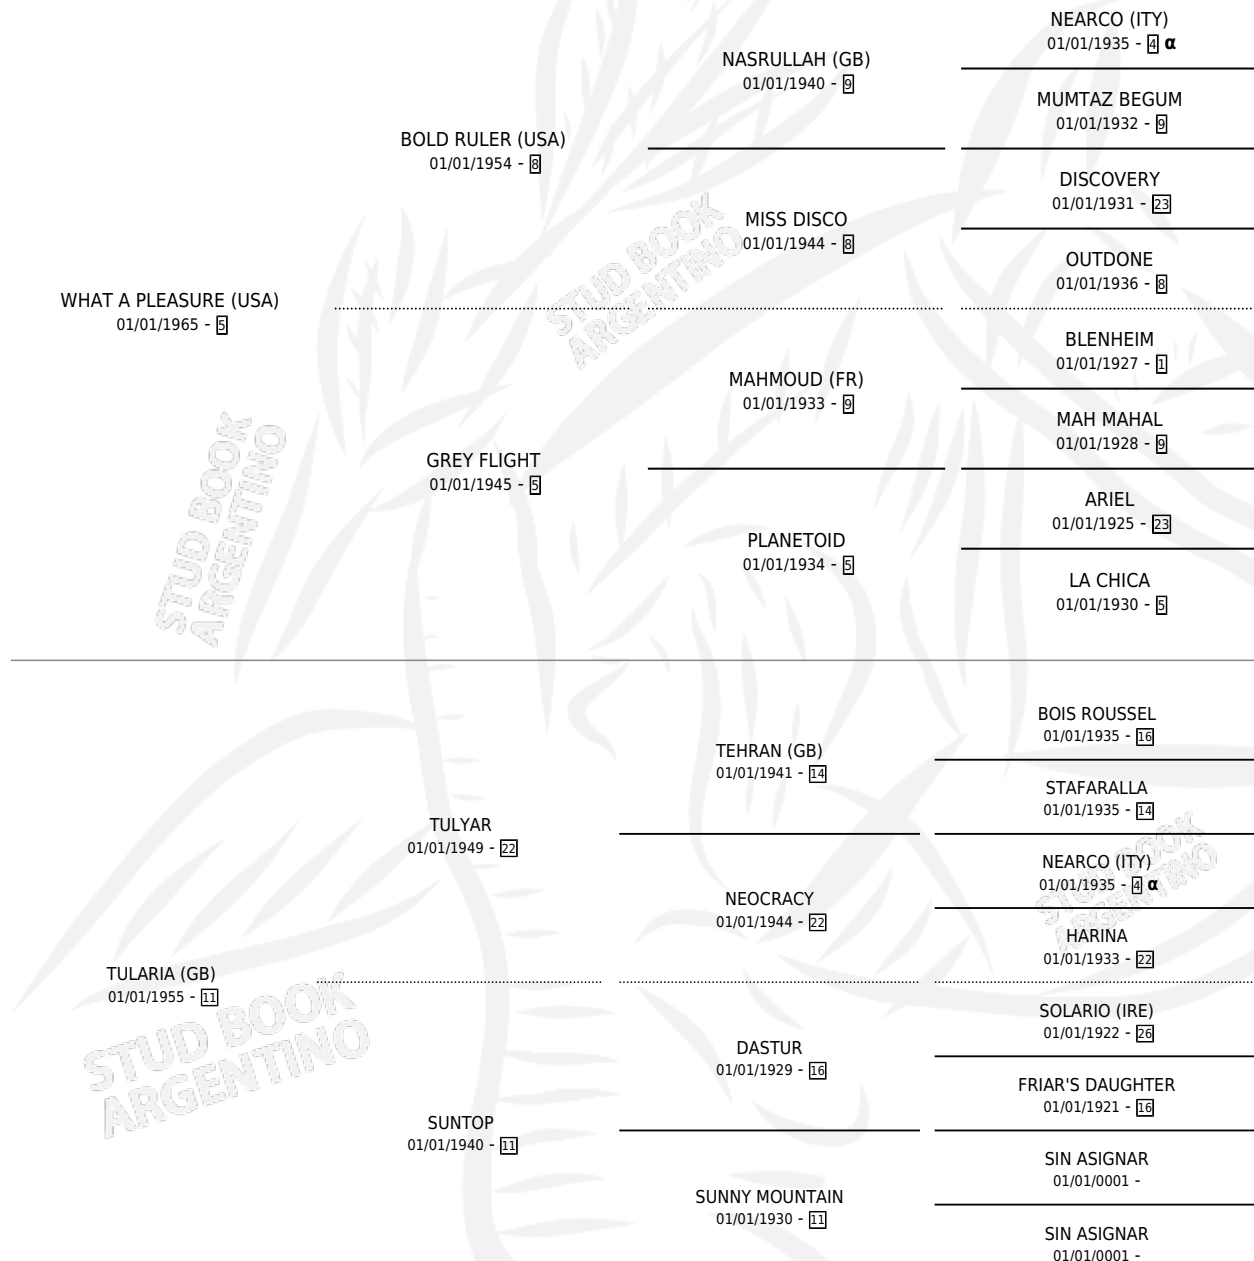 NEARCO (ITY)
01/01/1935 - 4 α
NASRULLAH (GB)
01/01/1940 - 9
MUMTAZ BEGUM
01/01/1932 - 9
BOLD RULER (USA)
01/01/1954 - 8
DISCOVERY
01/01/1931 - 23
MISS DISCO
01/01/1944 - 8
OUTDONE
01/01/1936 - 8
WHAT A PLEASURE (USA)
01/01/1965 - 5
BLENHEIM
01/01/1927 - 1
MAHMOUD (FR)
01/01/1933 - 9
MAH MAHAL
01/01/1928 - 9
GREY FLIGHT
01/01/1945 - 5
ARIEL
01/01/1925 - 23
PLANETOID
01/01/1934 - 5
LA CHICA
01/01/1930 - 5
BOIS ROUSSEL
01/01/1935 - 16
TEHRAN (GB)
01/01/1941 - 14
STAFARALLA
01/01/1935 - 14
TULYAR
01/01/1949 - 22
NEARCO (ITY)
01/01/1935 - 4 α
NEOCRACY
01/01/1944 - 22
HARINA
01/01/1933 - 22
TULARIA (GB)
01/01/1955 - 11
SOLARIO (IRE)
01/01/1922 - 26
DASTUR
01/01/1929 - 16
FRIAR'S DAUGHTER
01/01/1921 - 16
SUNTOP
01/01/1940 - 11
SIN ASIGNAR
01/01/0001 -
SUNNY MOUNTAIN
01/01/1930 - 11
SIN ASIGNAR
01/01/0001 -
STUD BOOK
ARGENTINO
STUD BOOK
ARGENTINO
STUD BOOK
ARGENTINO
STUD BOOK
ARGENTINO